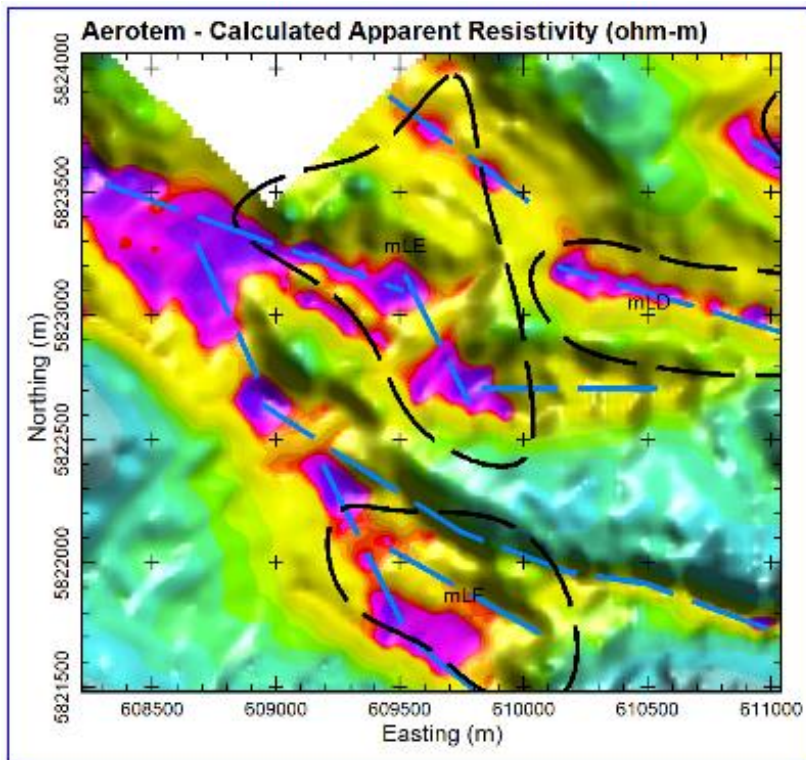 Aerotem - Calculated Apparent Resistivity (ohm-m)
5824000
5823500
5823000
5822500
5822000
5821500
Northing (m)
mLE
mLD
mLF
608500 609000 609500 610000 610500 611000
Easting (m)